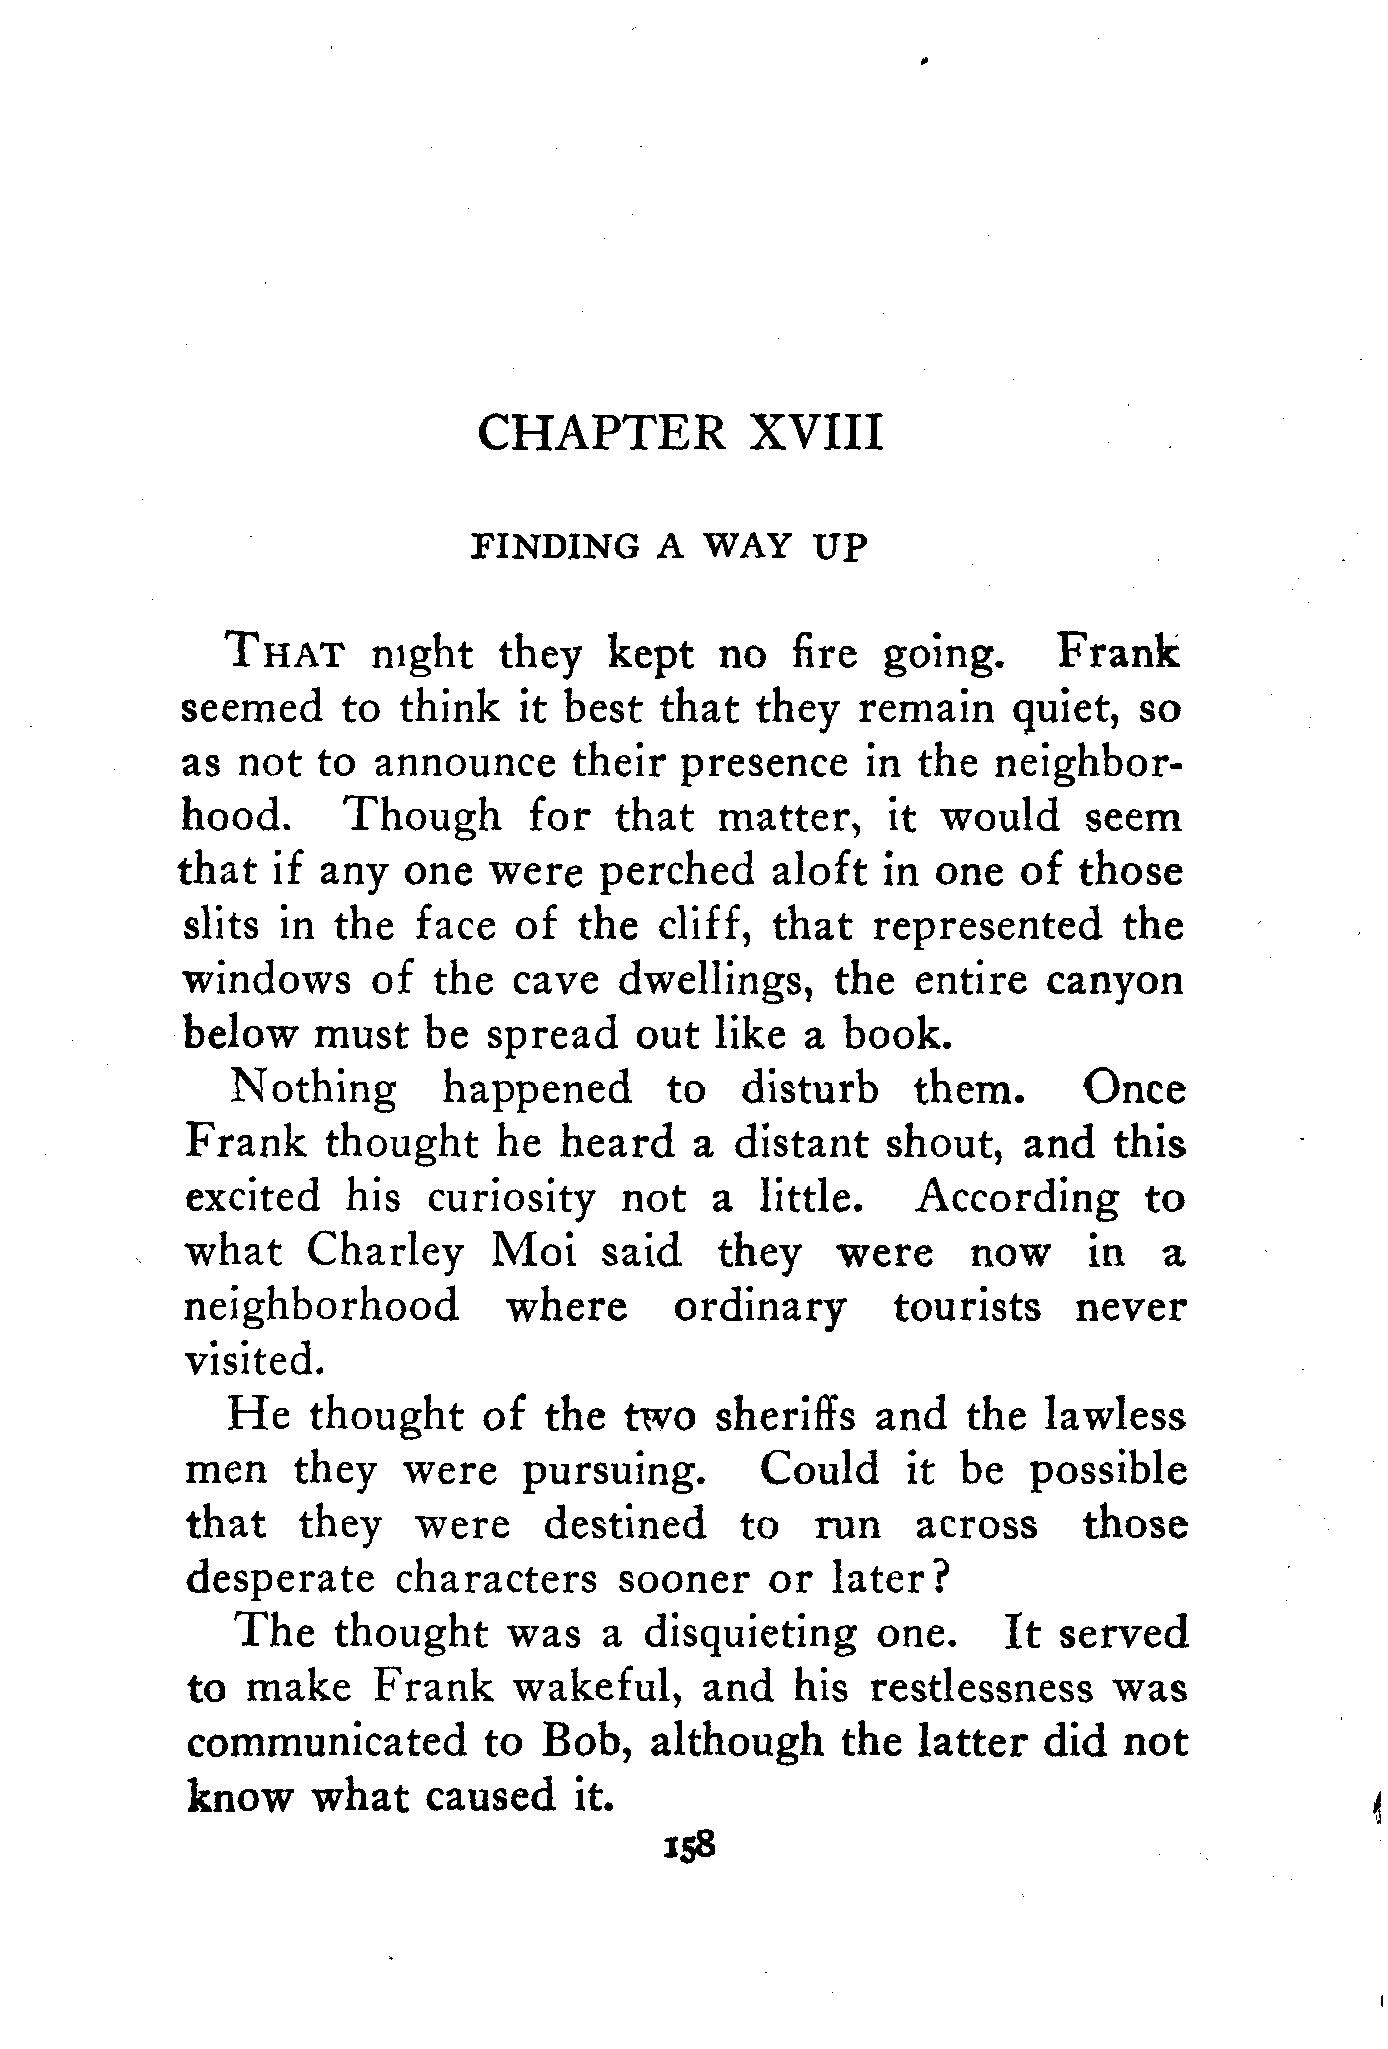 CHAPTER XVIII
FINDING A WAY UP
THAT night they kept no fire going. Frank
seemed to think it best that they remain quiet, so
as not to announce their presence in the neighbor-
hood. Though for that matter, it would seem
that if any one were perched aloft in one of those
slits in the face of the cliff, that represented the
windows of the cave dwellings, the entire canyon
below must be spread out like a book.
Nothing happened to disturb them. Once
Frank thought he heard a distant shout, and this
excited his curiosity not a little. According to
what Charley Moi said they were now in a
neighborhood where ordinary tourists never
visited.
He thought of the two sheriffs and the lawless
men they were pursuing. Could it be possible
that they were destined to run across those
desperate characters sooner or later?
The thought was a disquieting one. It served
to make Frank wakeful, and his restlessness was
communicated to Bob, although the latter did not
know what caused it.
158